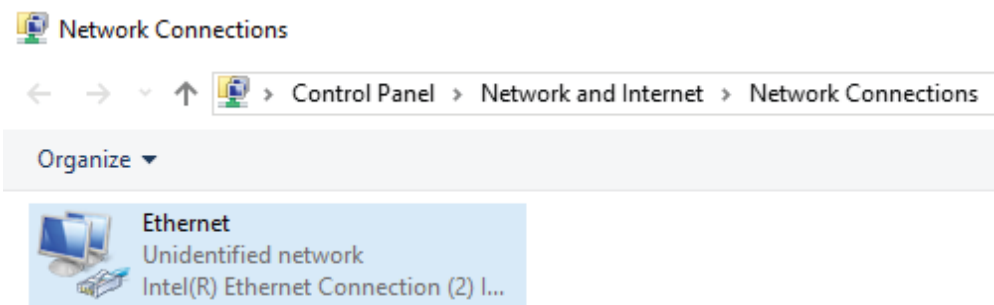 Network Connections
Control Panel > Network and Internet > Network Connections
Organize
Ethernet
Unidentified network
Intel(R) Ethernet Connection (2) I...